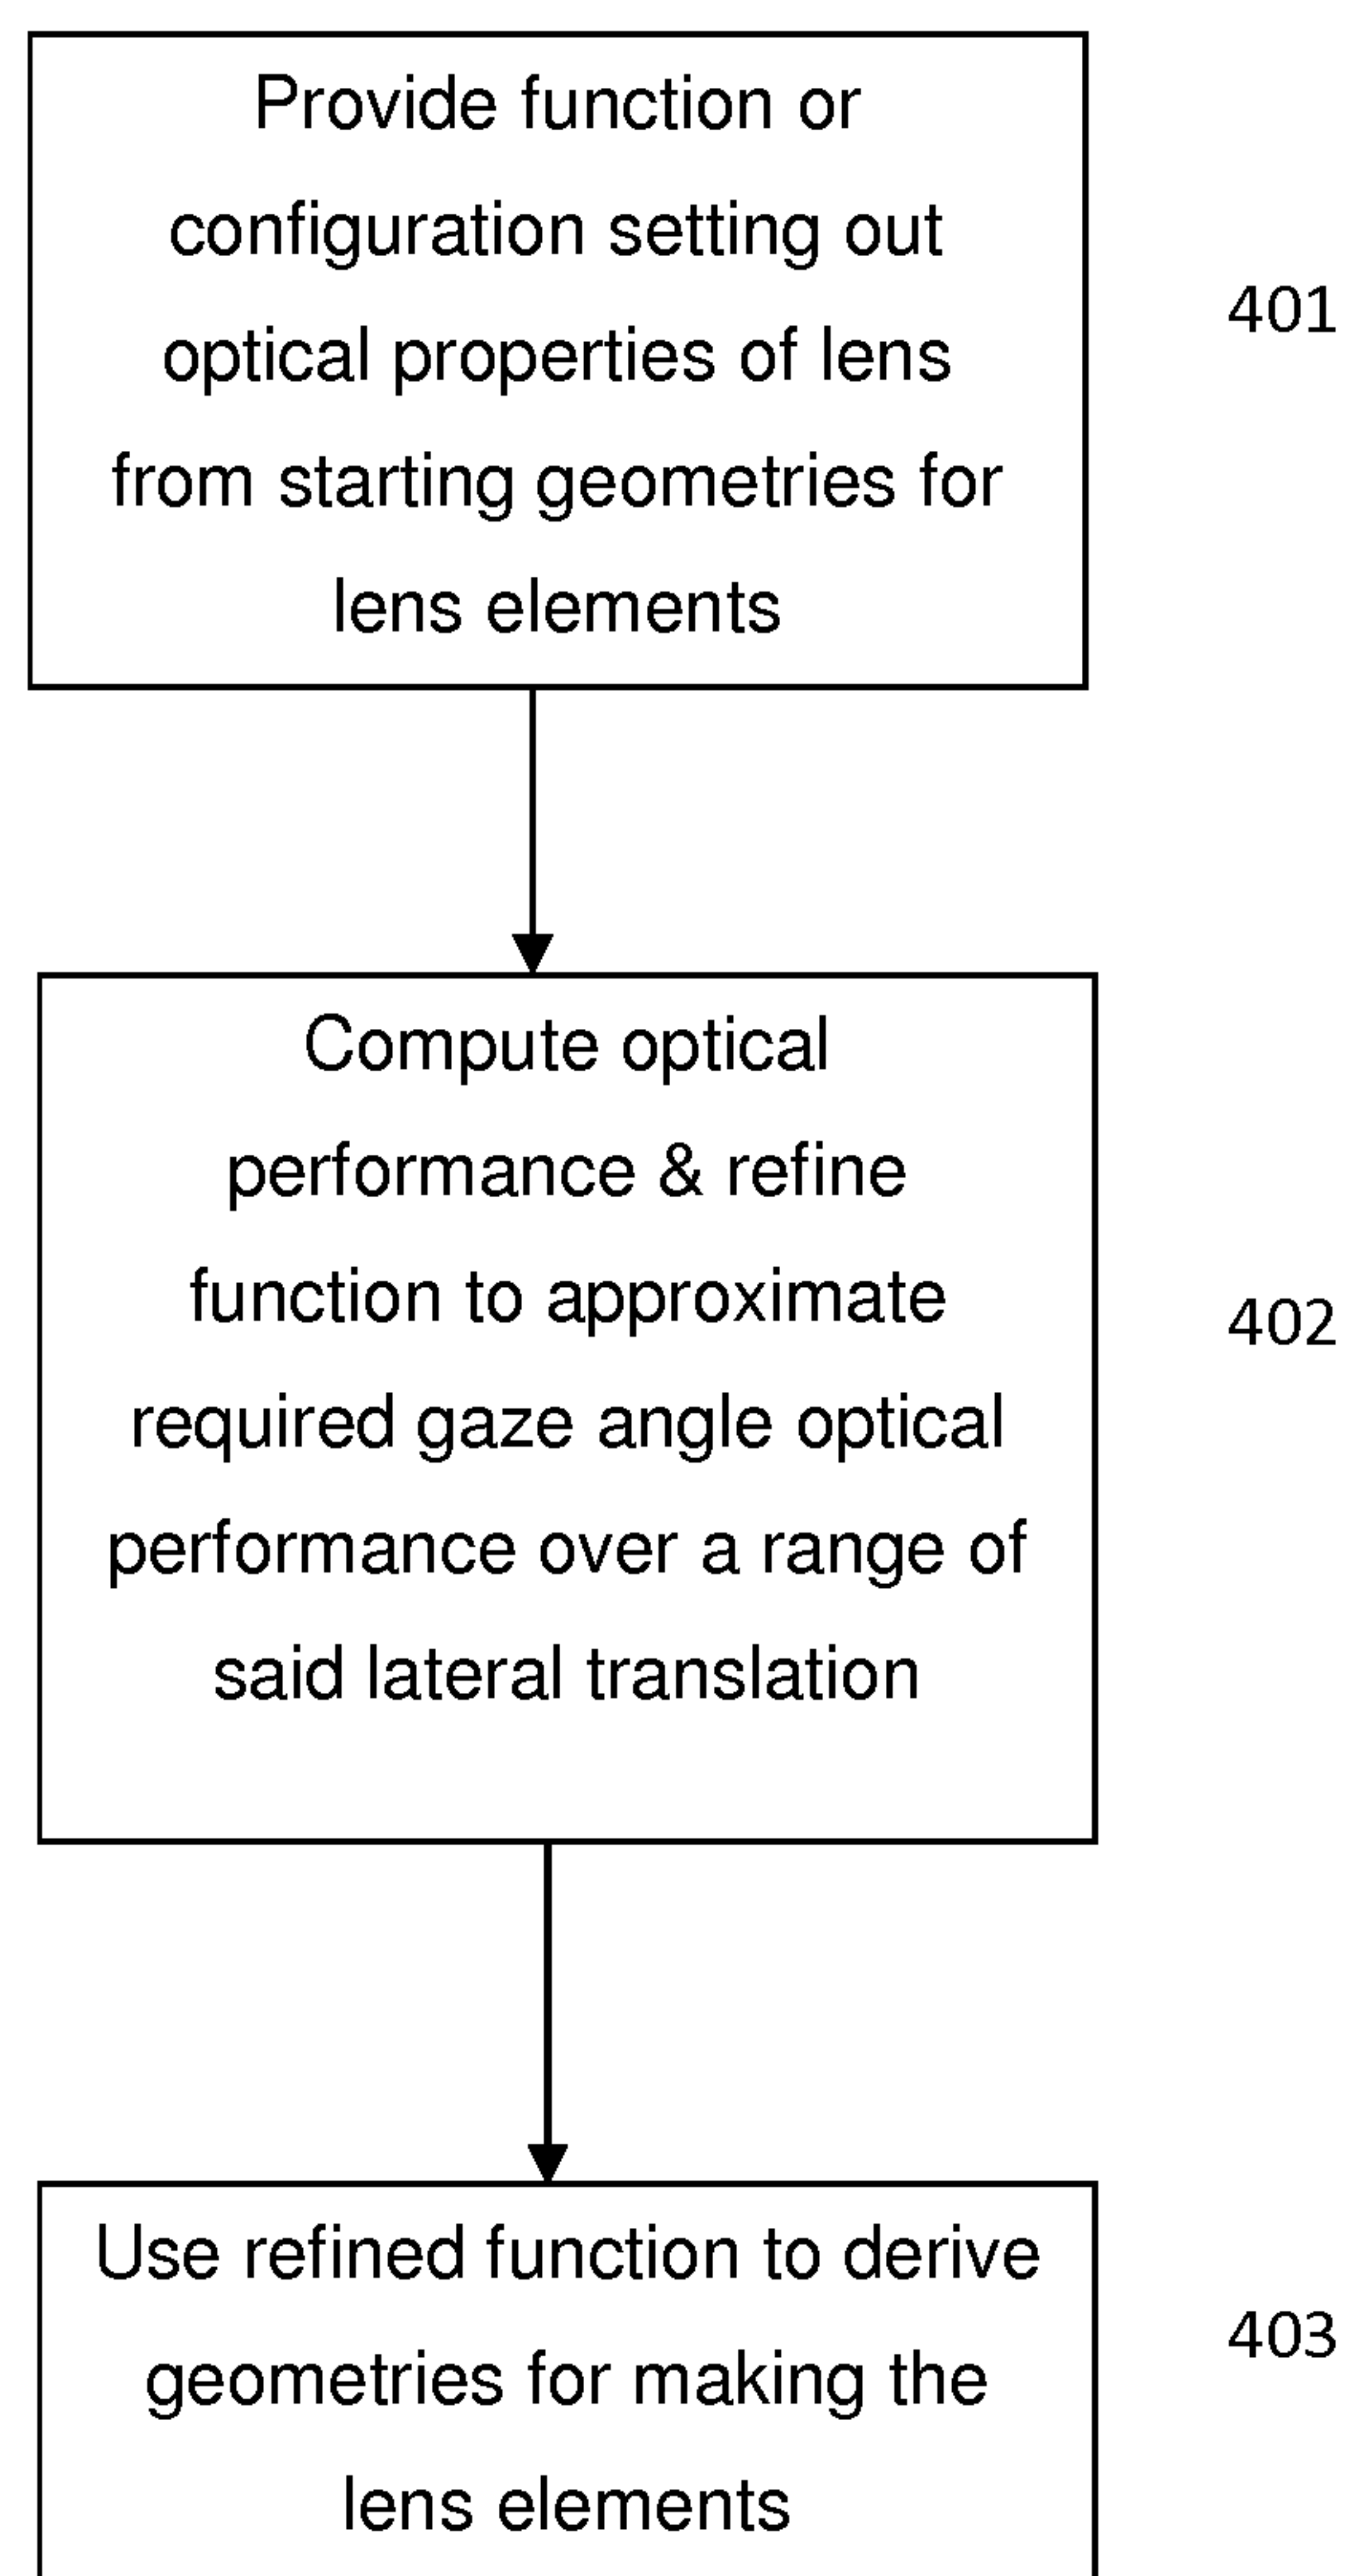 Provide function or
configuration setting out
optical properties of lens
from starting geometries for
lens elements
401
Compute optical
performance & refine
function to approximate
required gaze angle optical
performance over a range of
said lateral translation
402
Use refined function to derive
geometries for making the
lens elements
403